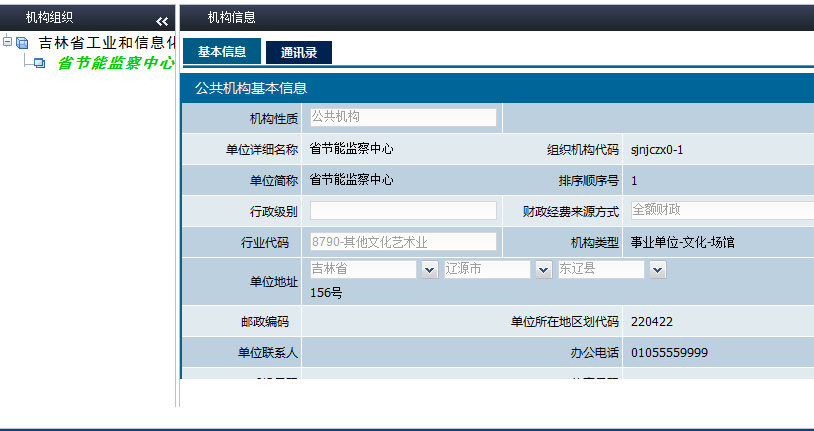 机构组织
机构信息
吉林省工业和信息化
省节能监察中心
基本信息 通讯录
公共机构基本信息
机构性质 公共机构
单位详细名称 省节能监察中心 组织机构代码 sjnjczx0-1
单位简称 省节能监察中心 排序顺序号 1
行政级别 财政经费来源方式 全额财政
行业代码 8790-其他文化艺术业 机构类型 事业单位-文化-场馆
单位地址 吉林省 辽源市 东辽县
156号
邮政编码 单位所在地区划代码 220422
单位联系人 办公电话 01055559999